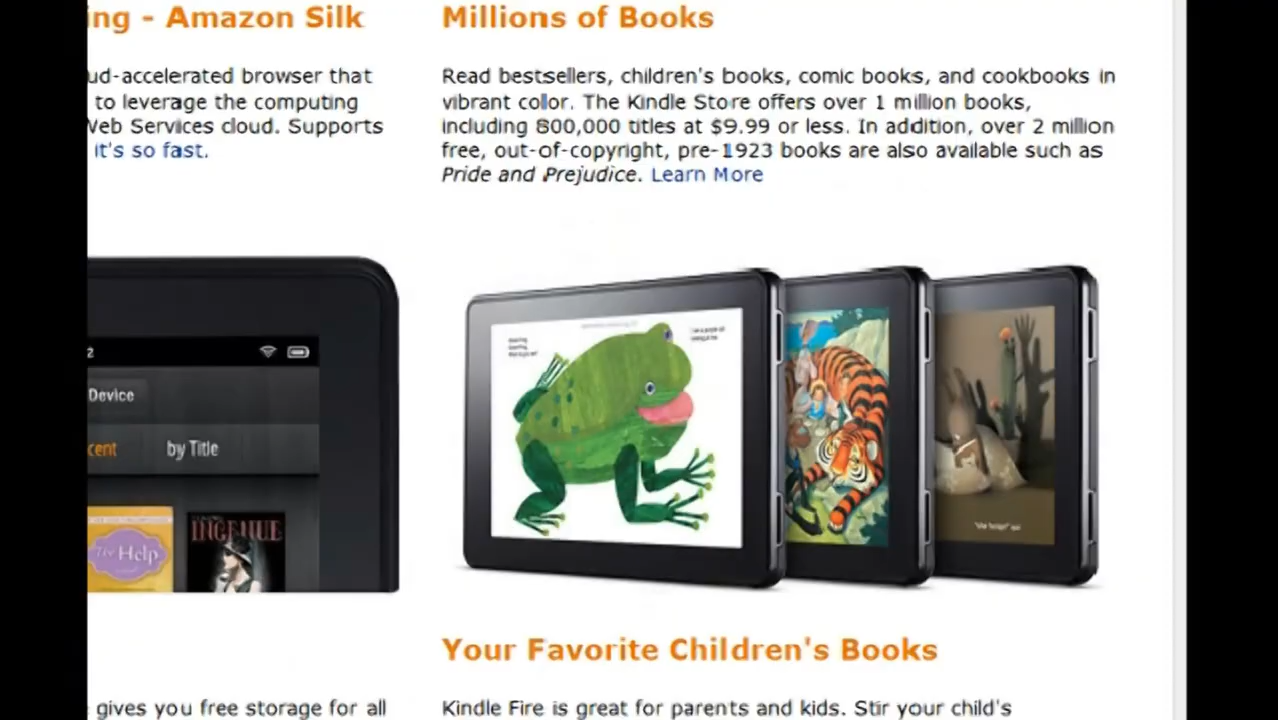 ing - Amazon Silk
ud-accelerated browser that
to leverage the computing
Web Services cloud. Supports
it's so fast.
Millions of Books
Read bestsellers, children's books, comic books, and cookbooks in
vibrant color. The Kindle Store offers over 1 million books,
including 800,000 titles at $9.99 or less. In addition, over 2 million
free, out-of-copyright, pre-1923 books are also available such as
Pride and Prejudice. Learn More
2
Device
cent
by Title
The Help
INGENUE
Your Favorite Children's Books
gives you free storage for all
Kindle Fire is great for parents and kids. Stir your child's